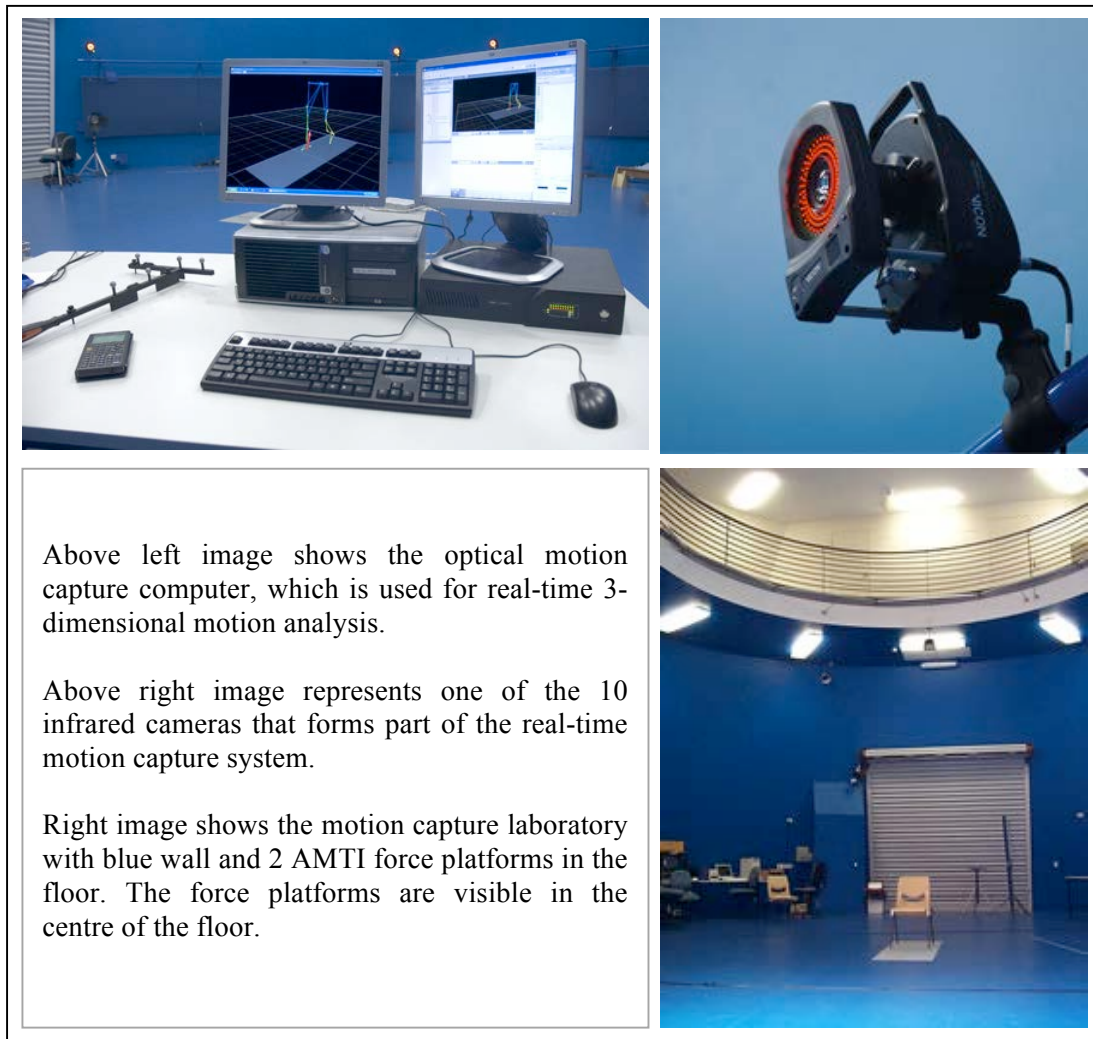 VICON
Above left image shows the optical motion
capture computer, which is used for real-time 3-
dimensional motion analysis.
Above right image represents one of the 10
infrared cameras that forms part of the real-time
motion capture system.
Right image shows the motion capture laboratory
with blue wall and 2 AMTI force platforms in the
floor. The force platforms are visible in the
centre of the floor.